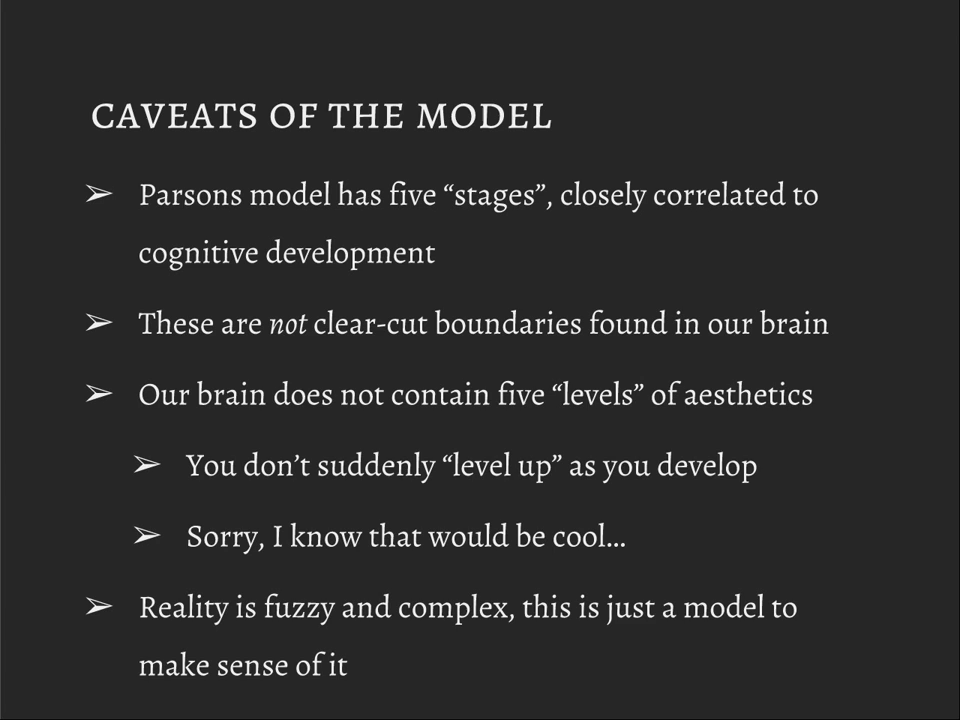 CAVEATS OF THE MODEL
➢ Parsons model has five “stages”, closely correlated to
cognitive development
➢ These are not clear-cut boundaries found in our brain
➢ Our brain does not contain five “levels” of aesthetics
➢ You don’t suddenly “level up” as you develop
➢ Sorry, I know that would be cool…
➢ Reality is fuzzy and complex, this is just a model to
make sense of it